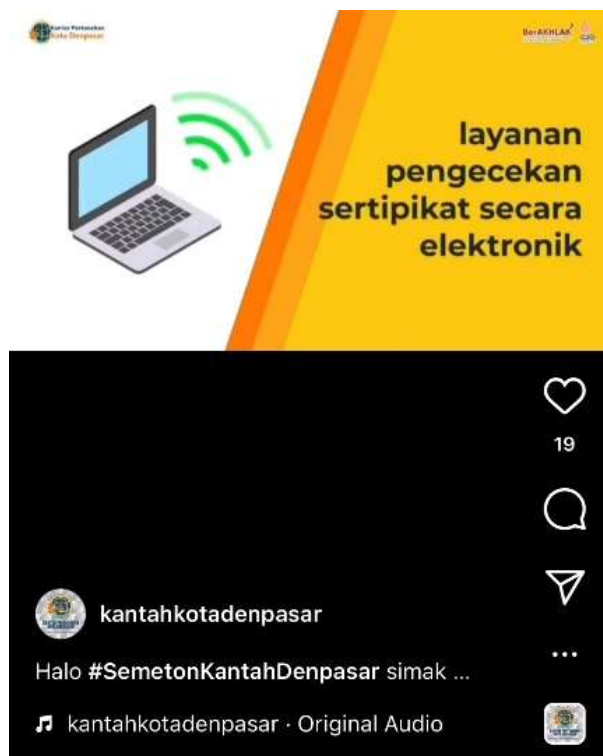 Kantor Pertanahan
Kota Denpasar
BerAKHLAK
layanan
pengecekan
sertipikat secara
elektronik
19
kantahkotadenpasar
Halo #SemetonKantahDenpasar simak ...
kantahkotadenpasar · Original Audio